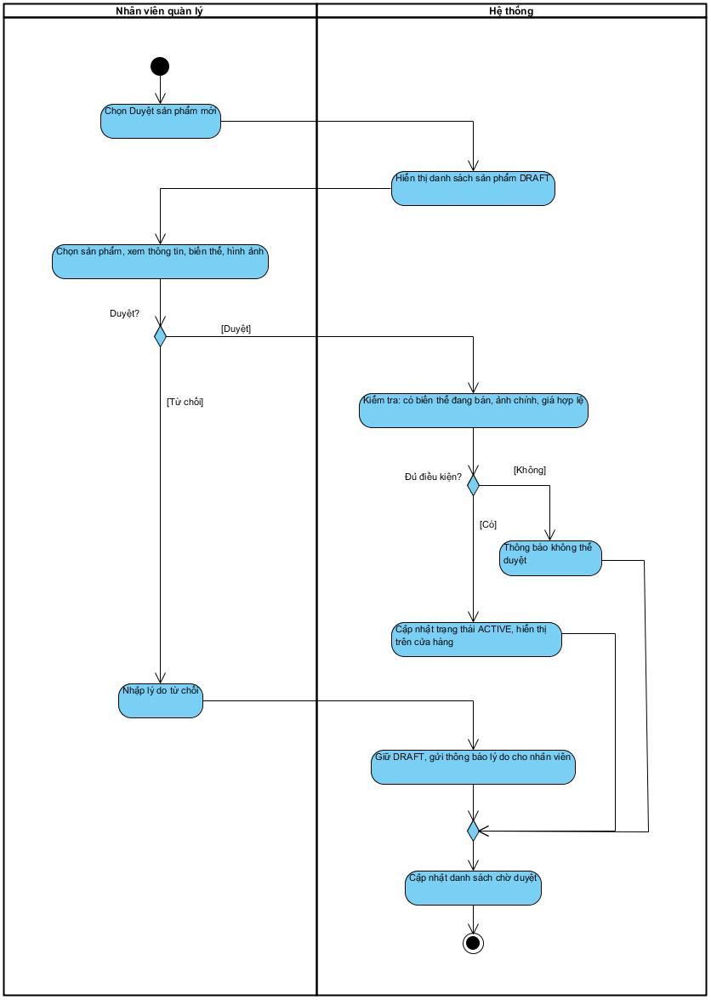 Nhân viên quản lý
Hệ thống
Chọn Duyệt sản phẩm mới
Hiển thị danh sách sản phẩm DRAFT
Chọn sản phẩm, xem thông tin, biến thể, hình ảnh
Duyệt?
[Duyệt]
Kiểm tra: có biến thể đang bán, ảnh chính, giá hợp lệ
[Từ chối]
Đủ điều kiện?
[Không]
[Có]
Thông báo không thể
duyệt
Cập nhật trạng thái ACTIVE, hiển thị
trên cửa hàng
Nhập lý do từ chối
Giữ DRAFT, gửi thông báo lý do cho nhân viên
Cập nhật danh sách chờ duyệt